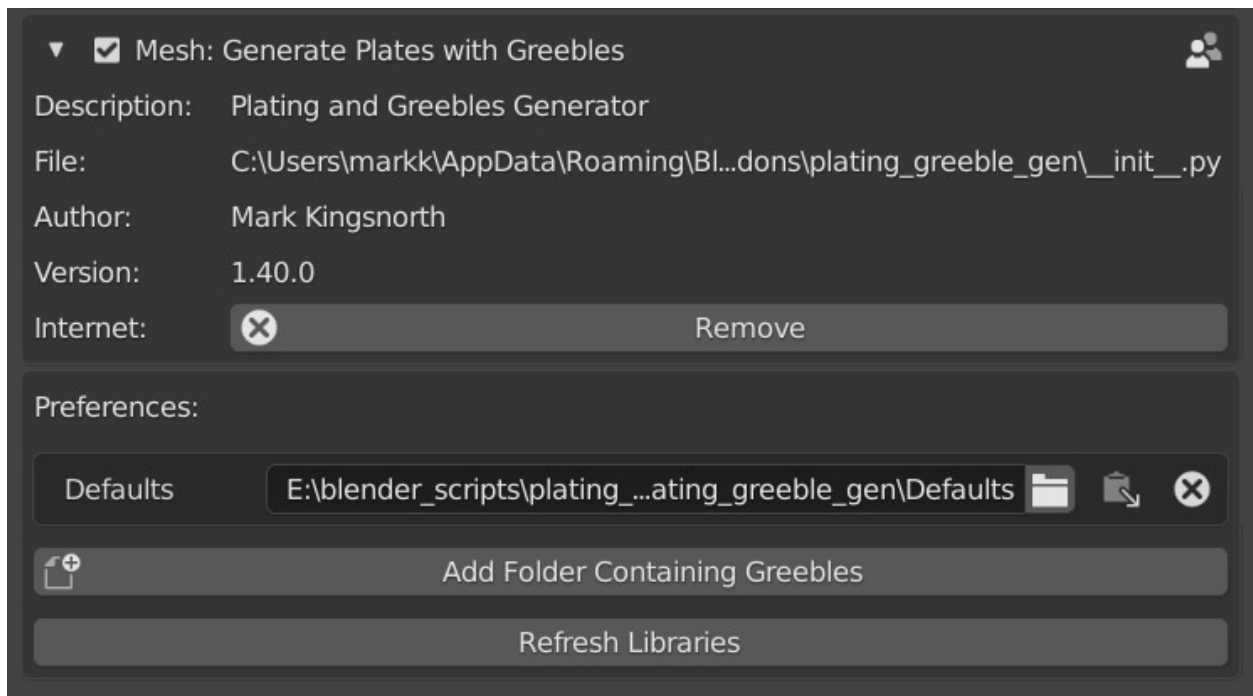 Mesh: Generate Plates with Greebles
Description: Plating and Greebles Generator
File: C:\Users\markk\AppData\Roaming\Bl...dons\plating_greeble_gen\__init__.py
Author: Mark Kingsnorth
Version: 1.40.0
Internet: Remove
Preferences:
Defaults E:\blender_scripts\plating_...ating_greeble_gen\Defaults
Add Folder Containing Greebles
Refresh Libraries